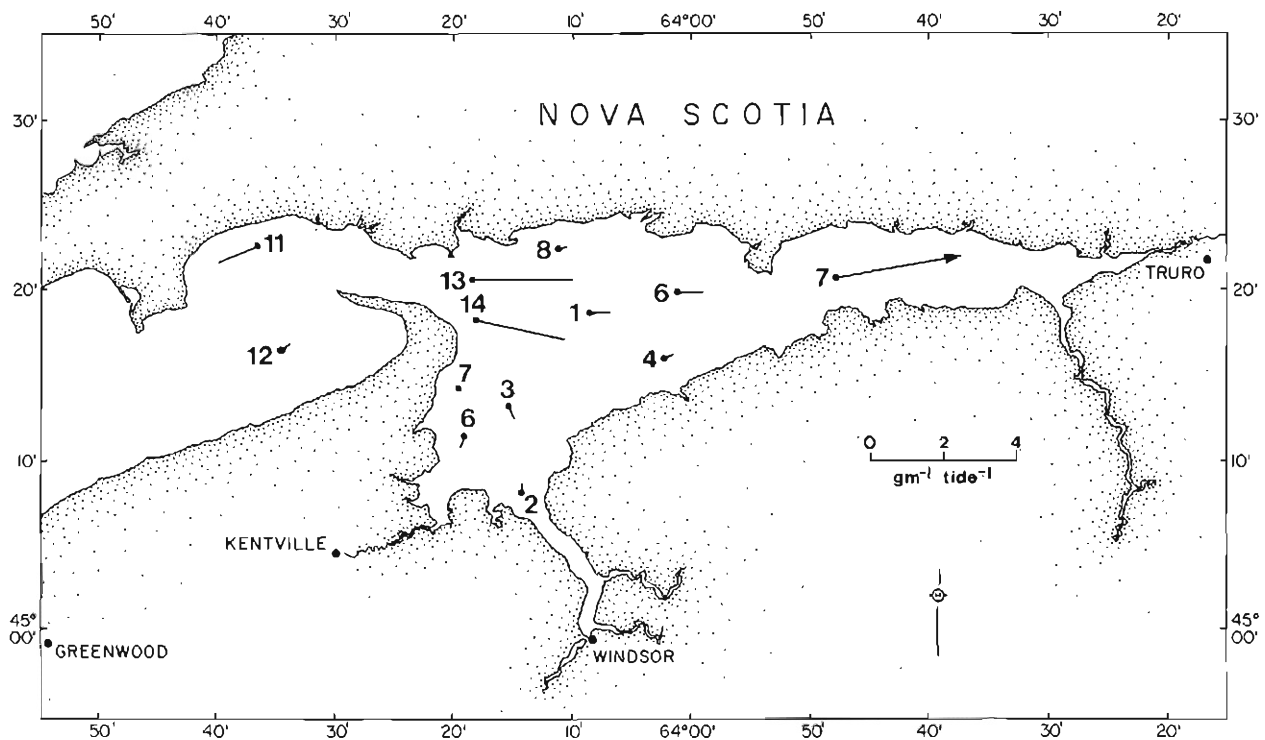 50' 40' 30' 20' 10' 64°00' 50' 40' 30' 20'
NOVA SCOTIA
30' 30'
11
8
13
7
TRURO
20' 20'
6
14
1
12
4
7
3
6
0 2 4
10' 10'
gm⁻¹ tide⁻¹
2
KENTVILLE
45° 00' 45° 00'
GREENWOOD
WINDSOR
50' 40' 30' 20' 10' 64°00' 50' 40' 30' 20'